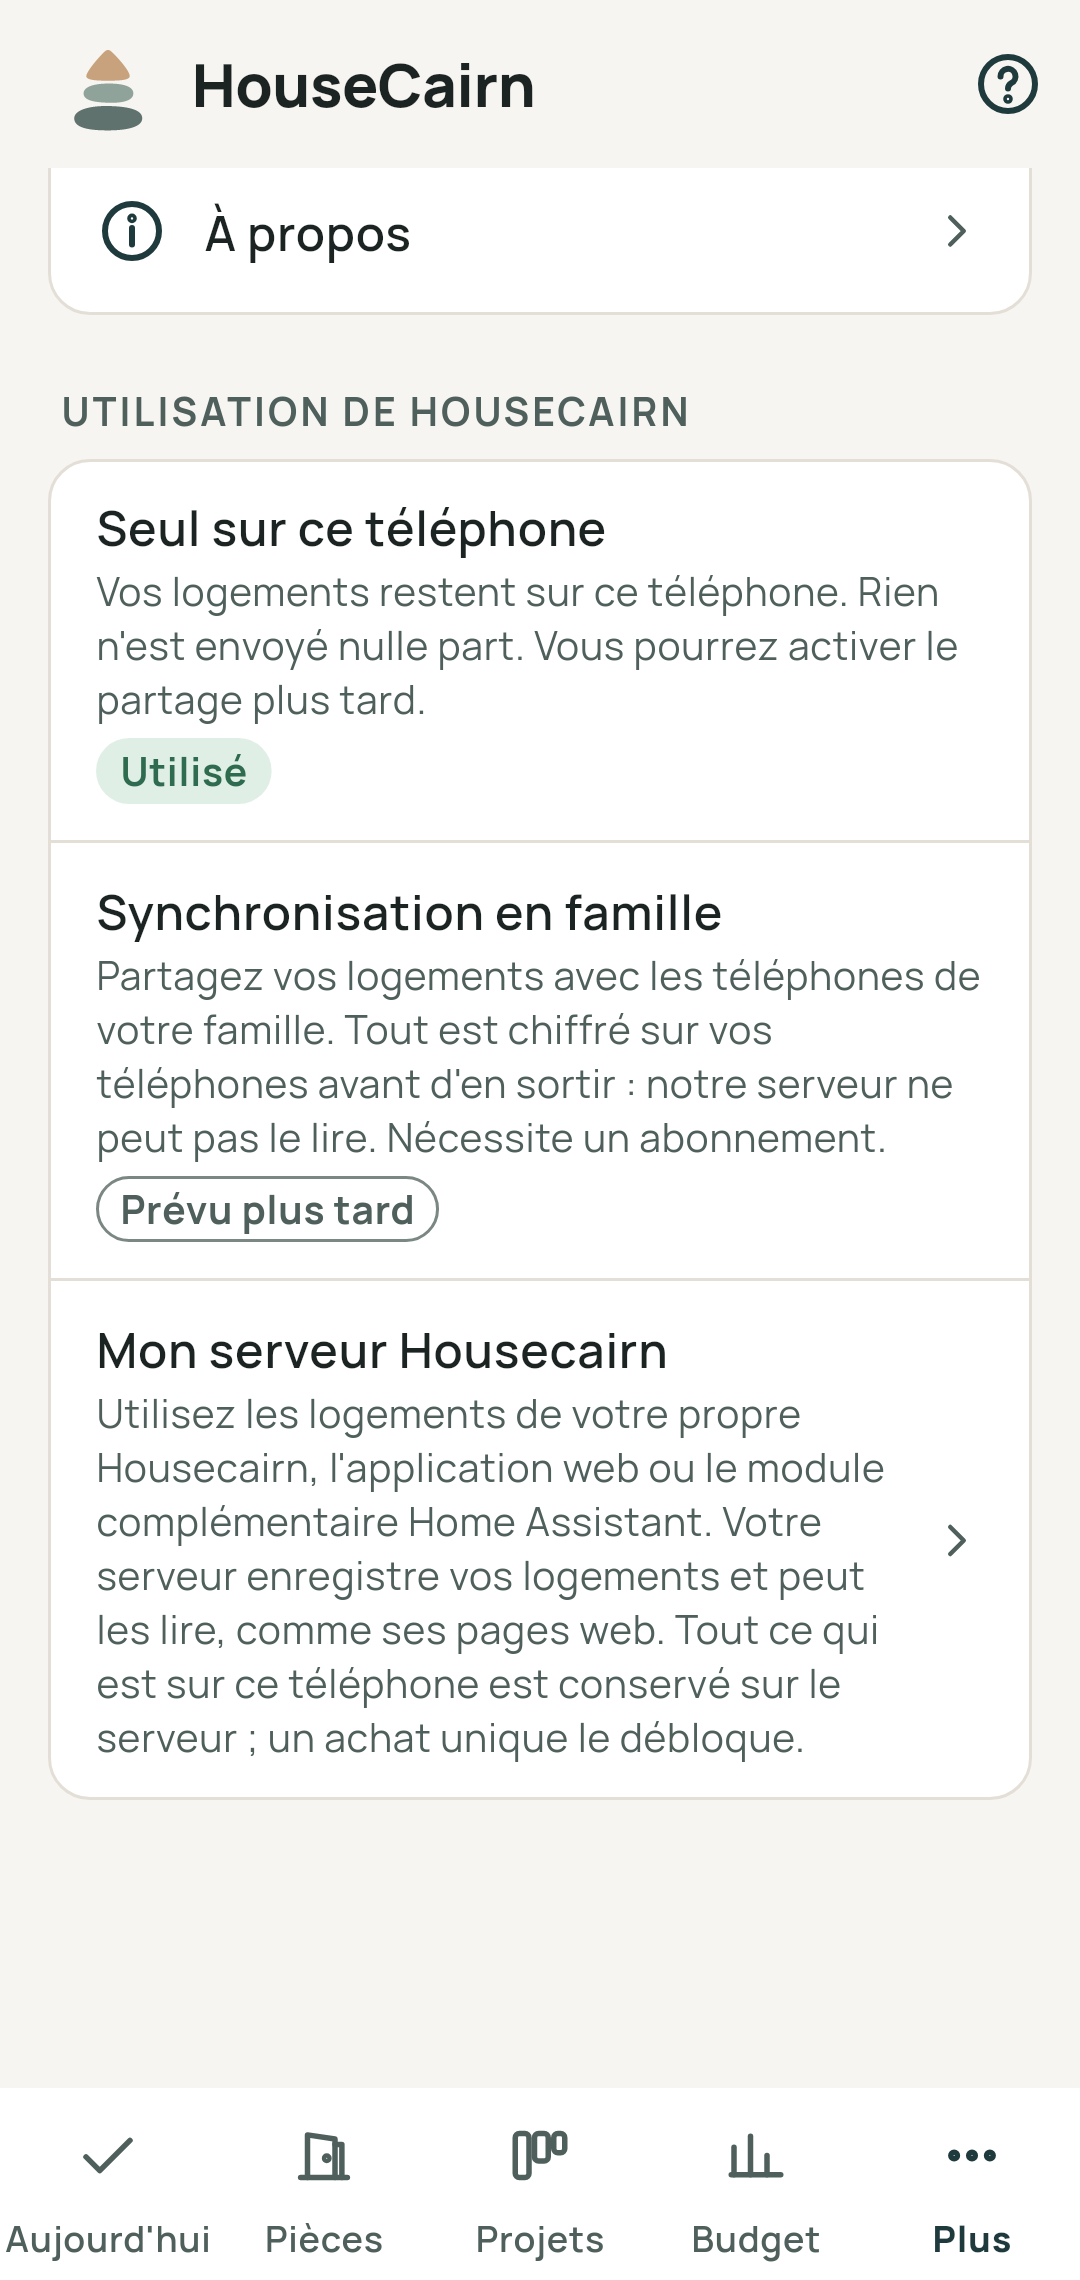 HouseCairn
À propos
UTILISATION DE HOUSECAIRN
Seul sur ce téléphone
Vos logements restent sur ce téléphone. Rien
n'est envoyé nulle part. Vous pourrez activer le
partage plus tard.
Utilisé
Synchronisation en famille
Partagez vos logements avec les téléphones de
votre famille. Tout est chiffré sur vos
téléphones avant d'en sortir : notre serveur ne
peut pas le lire. Nécessite un abonnement.
Prévu plus tard
Mon serveur Housecairn
Utilisez les logements de votre propre
Housecairn, l'application web ou le module
complémentaire Home Assistant. Votre
serveur enregistre vos logements et peut
les lire, comme ses pages web. Tout ce qui
est sur ce téléphone est conservé sur le
serveur ; un achat unique le débloque.
Aujourd'hui Pièces Projets Budget Plus